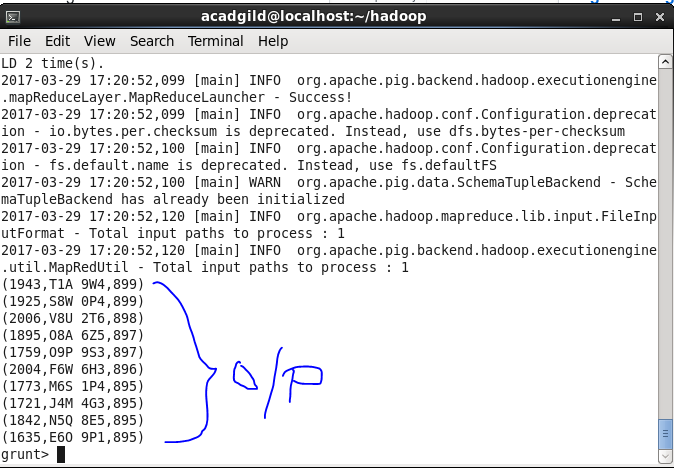 acadgild@localhost:~/hadoop
File Edit View Search Terminal Help
LD 2 time(s).
2017-03-29 17:20:52,099 [main] INFO  org.apache.pig.backend.hadoop.executionengine
.mapReduceLayer.MapReduceLauncher - Success!
2017-03-29 17:20:52,099 [main] INFO  org.apache.hadoop.conf.Configuration.deprecat
ion - io.bytes.per.checksum is deprecated. Instead, use dfs.bytes-per-checksum
2017-03-29 17:20:52,100 [main] INFO  org.apache.hadoop.conf.Configuration.deprecat
ion - fs.default.name is deprecated. Instead, use fs.defaultFS
2017-03-29 17:20:52,100 [main] WARN  org.apache.pig.data.SchemaTupleBackend - Sche
maTupleBackend has already been initialized
2017-03-29 17:20:52,120 [main] INFO  org.apache.hadoop.mapreduce.lib.input.FileInp
utFormat - Total input paths to process : 1
2017-03-29 17:20:52,120 [main] INFO  org.apache.pig.backend.hadoop.executionengine
.util.MapRedUtil - Total input paths to process : 1
(1943,T1A 9W4,899)
(1925,S8W 0P4,899)
(2006,V8U 2T6,898)
(1895,O8A 6Z5,897)
(1759,O9P 9S3,897)
(2004,F6W 6H3,896)
(1773,M6S 1P4,895)
(1721,J4M 4G3,895)
(1842,N5Q 8E5,895)
(1635,E6O 9P1,895)
O/P
grunt>